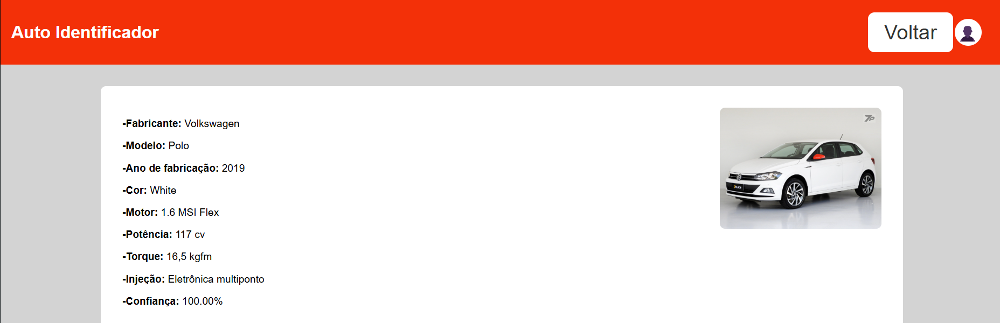 Auto Identificador
Voltar
-Fabricante: Volkswagen
-Modelo: Polo
-Ano de fabricação: 2019
-Cor: White
-Motor: 1.6 MSI Flex
-Potência: 117 cv
-Torque: 16,5 kgfm
-Injeção: Eletrônica multiponto
-Confiança: 100.00%
7P